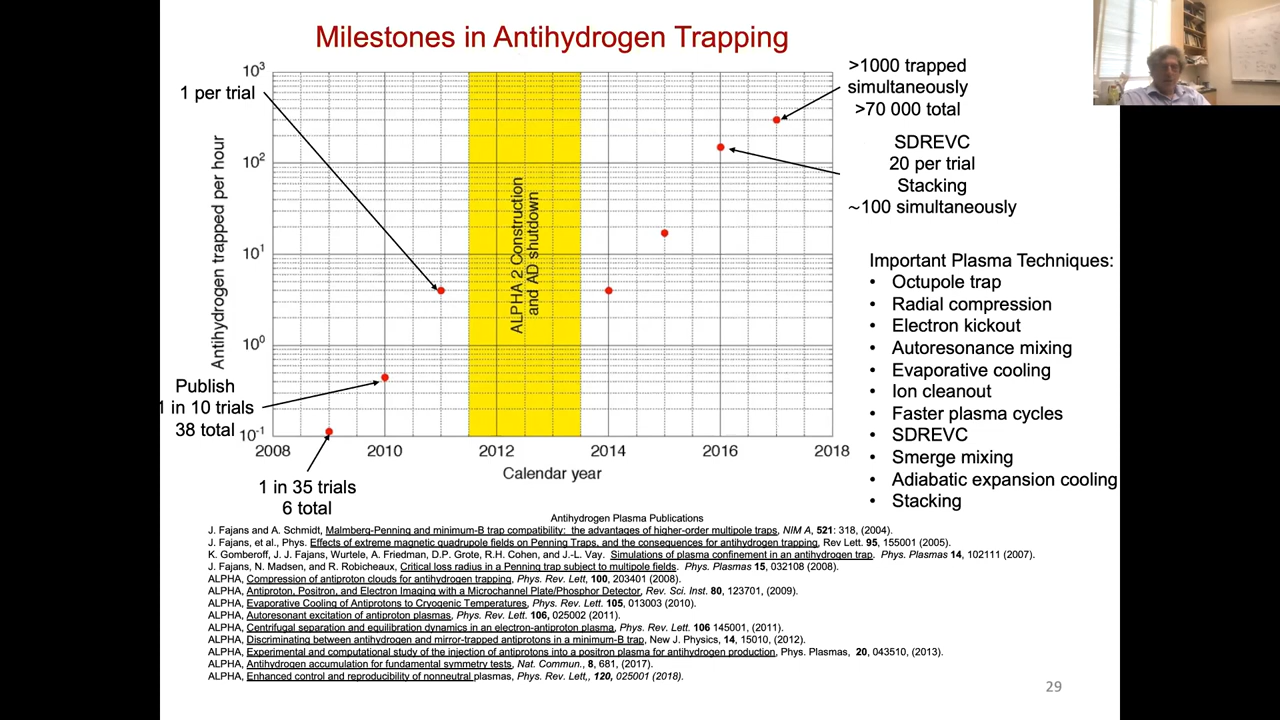 Milestones in Antihydrogen Trapping
10³
10²
10¹
10⁰
10⁻¹
Antihydrogen trapped per hour
2008
2010
2012
2014
2016
2018
Calendar year
1 per trial
Publish
1 in 10 trials
38 total
1 in 35 trials
6 total
ALPHA 2 Construction
and AD shutdown
>1000 trapped
simultaneously
>70 000 total
SDREVC
20 per trial
Stacking
~100 simultaneously
Important Plasma Techniques:
• Octupole trap
• Radial compression
• Electron kickout
• Autoresonance mixing
• Evaporative cooling
• Ion cleanout
• Faster plasma cycles
• SDREVC
• Smerge mixing
• Adiabatic expansion cooling
• Stacking
Antihydrogen Plasma Publications
J. Fajans and A. Schmidt, Malmberg-Penning and minimum-B trap compatibility: the advantages of higher-order multipole traps, NIM A, 521: 318, (2004).
J. Fajans, et al., Phys. Effects of extreme magnetic quadrupole fields on Penning Traps, and the consequences for antihydrogen trapping, Rev Lett. 95, 155001 (2005).
K. Gomberoff, J. J. Fajans, Wurtele, A. Friedman, D.P. Grote, R.H. Cohen, and J.-L. Vay. Simulations of plasma confinement in an antihydrogen trap. Phys. Plasmas 14, 102111 (2007).
J. Fajans, N. Madsen, and R. Robicheaux, Critical loss radius in a Penning trap subject to multipole fields. Phys. Plasmas 15, 032108 (2008).
ALPHA, Compression of antiproton clouds for antihydrogen trapping, Phys. Rev. Lett, 100, 203401 (2008).
ALPHA, Antiproton, Positron, and Electron Imaging with a Microchannel Plate/Phosphor Detector, Rev. Sci. Inst. 80, 123701, (2009).
ALPHA, Evaporative Cooling of Antiprotons to Cryogenic Temperatures, Phys. Rev. Lett. 105, 013003 (2010).
ALPHA, Autoresonant excitation of antiproton plasmas, Phys. Rev. Lett. 106, 025002 (2011).
ALPHA, Centrifugal separation and equilibration dynamics in an electron-antiproton plasma, Phys. Rev. Lett. 106 145001, (2011).
ALPHA, Discriminating between antihydrogen and mirror-trapped antiprotons in a minimum-B trap, New J. Physics, 14, 15010, (2012).
ALPHA, Experimental and computational study of the injection of antiprotons into a positron plasma for antihydrogen production, Phys. Plasmas, 20, 043510, (2013).
ALPHA, Antihydrogen accumulation for fundamental symmetry tests, Nat. Commun., 8, 681, (2017).
ALPHA, Enhanced control and reproducibility of nonneutral plasmas, Phys. Rev. Lett,, 120, 025001 (2018).
29